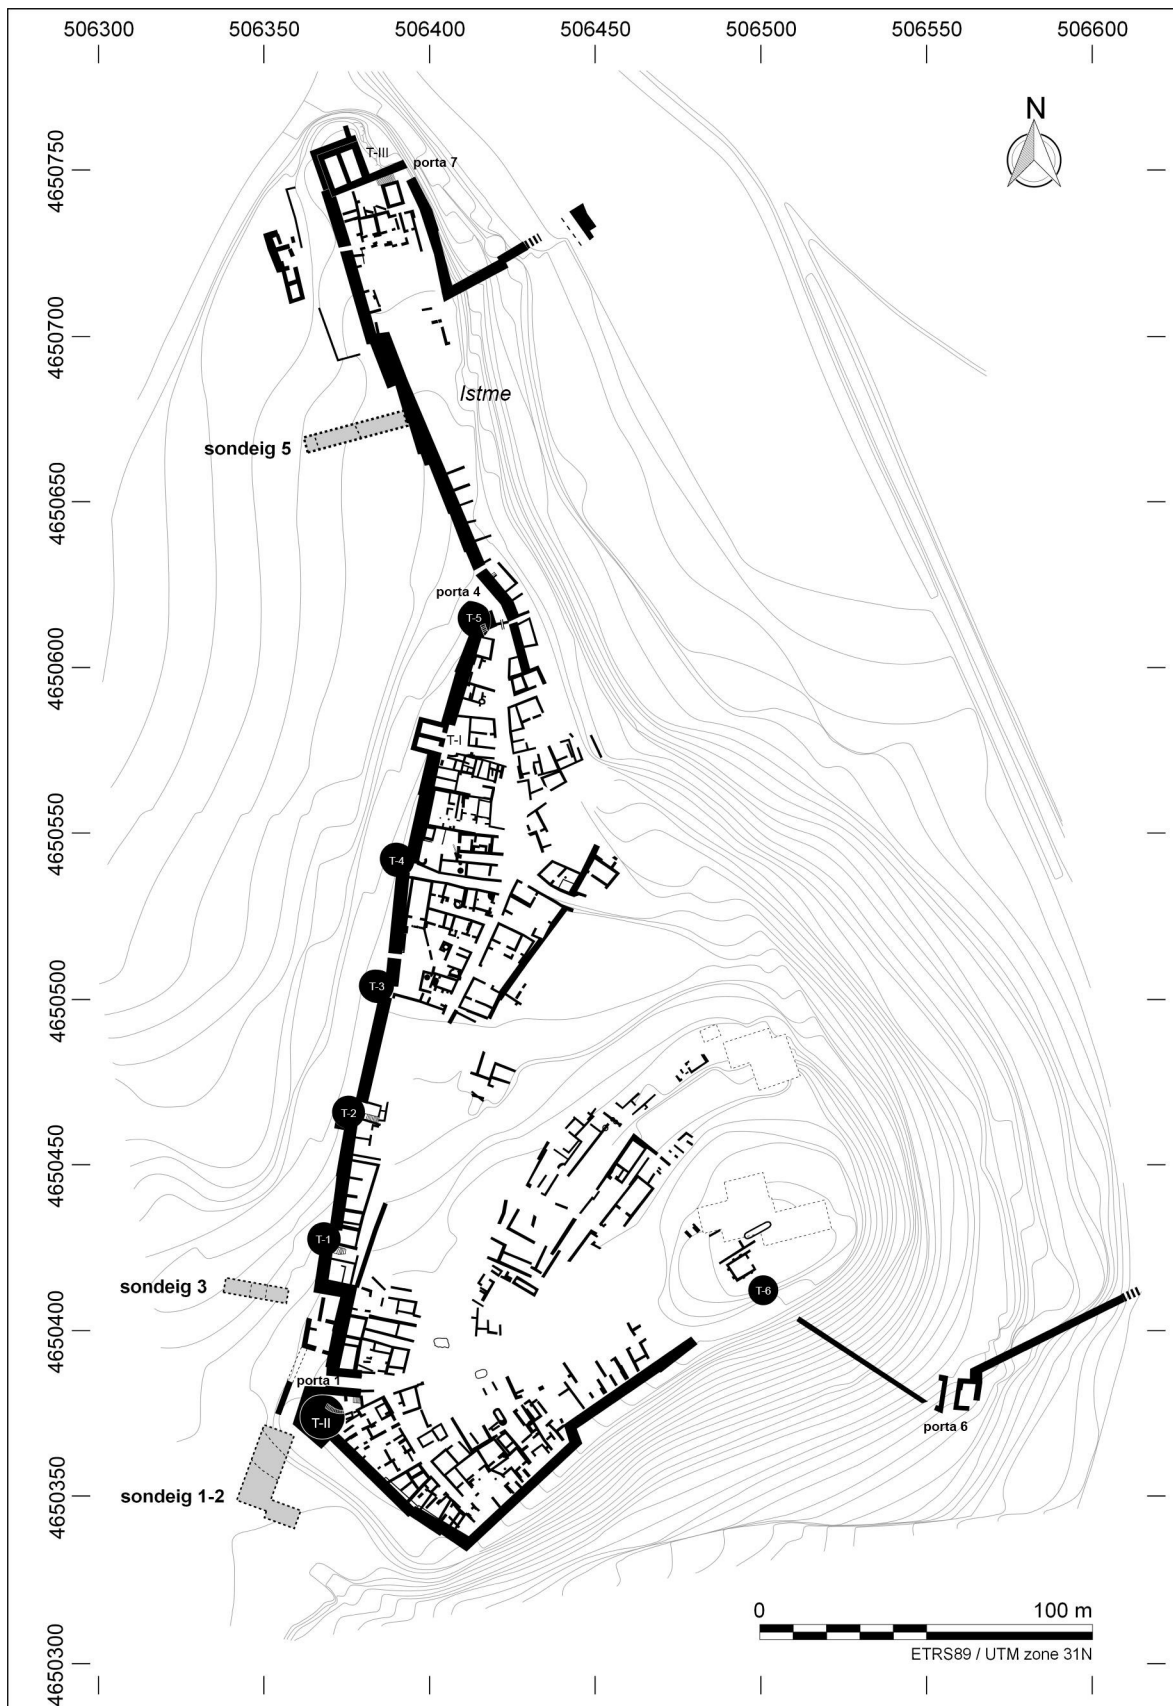 506300 506350 506400 506450 506500 506550 506600
N
4650750
T-III
porta 7
4650700
Istme
sondeig 5
4650650
porta 4
T-5
4650600
T-I
4650550
T-4
4650500
T-3
T-2
4650450
T-1
sondeig 3
T-6
4650400
porta 1
T-II
porta 6
4650350
sondeig 1-2
0 100 m
ETRS89 / UTM zone 31N
4650300